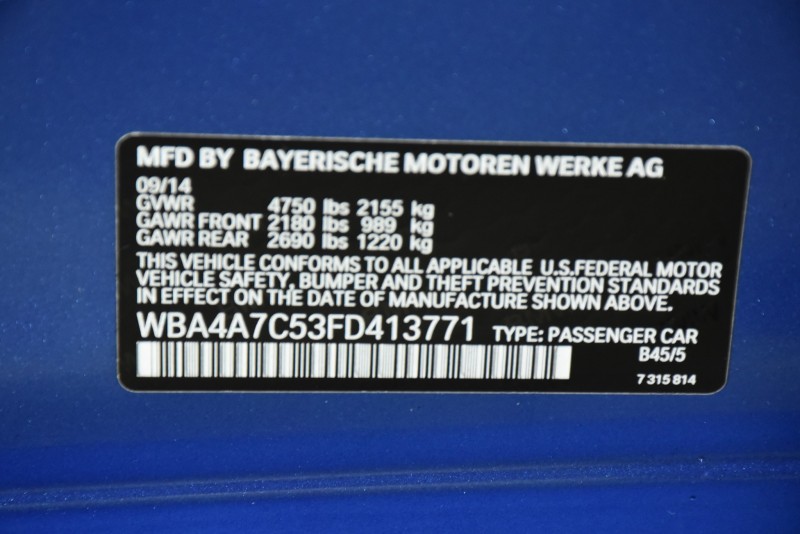 MFD BY BAYERISCHE MOTOREN WERKE AG
09/14
GVWR 4750 lbs 2155 kg
GAWR FRONT 2180 lbs 989 kg
GAWR REAR 2690 lbs 1220 kg
THIS VEHICLE CONFORMS TO ALL APPLICABLE U.S.FEDERAL MOTOR
VEHICLE SAFETY, BUMPER AND THEFT PREVENTION STANDARDS
IN EFFECT ON THE DATE OF MANUFACTURE SHOWN ABOVE.
WBA4A7C53FD413771 TYPE: PASSENGER CAR
B45/5
7 315 814